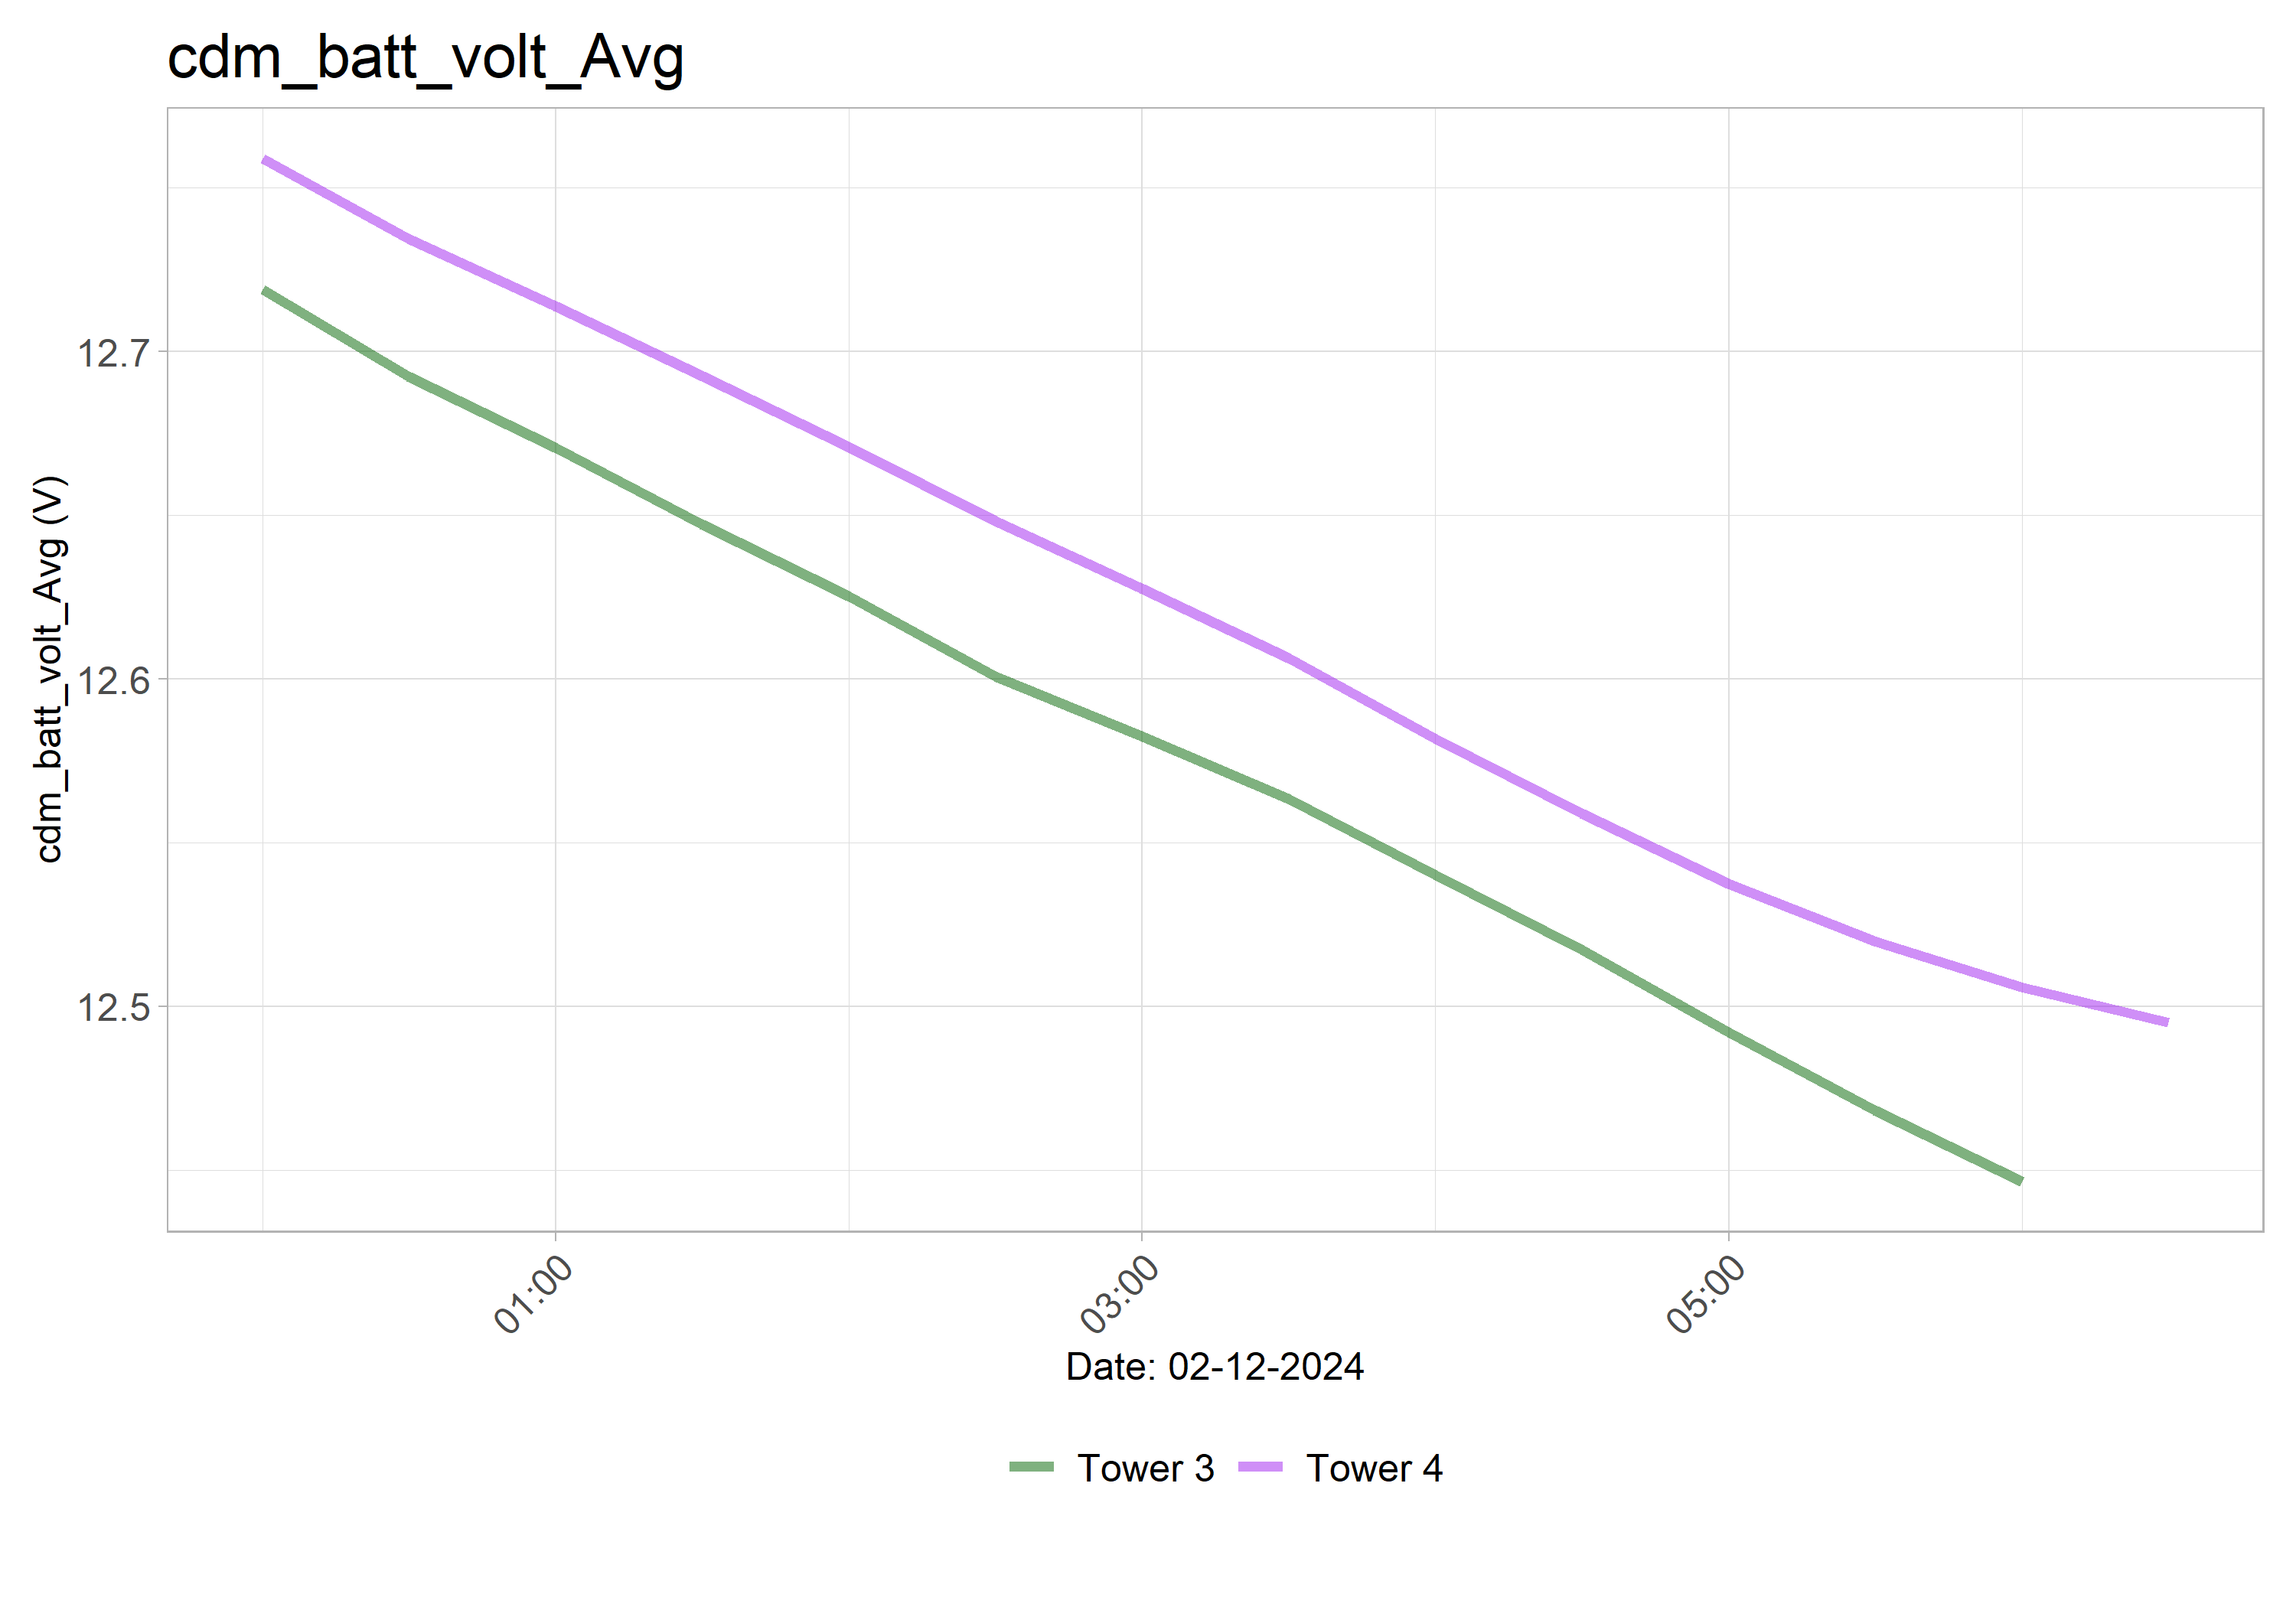 cdm_batt_volt_Avg
cdm_batt_volt_Avg (V)
12.7
12.6
12.5
01:00
03:00
05:00
Date: 02-12-2024
Tower 3
Tower 4